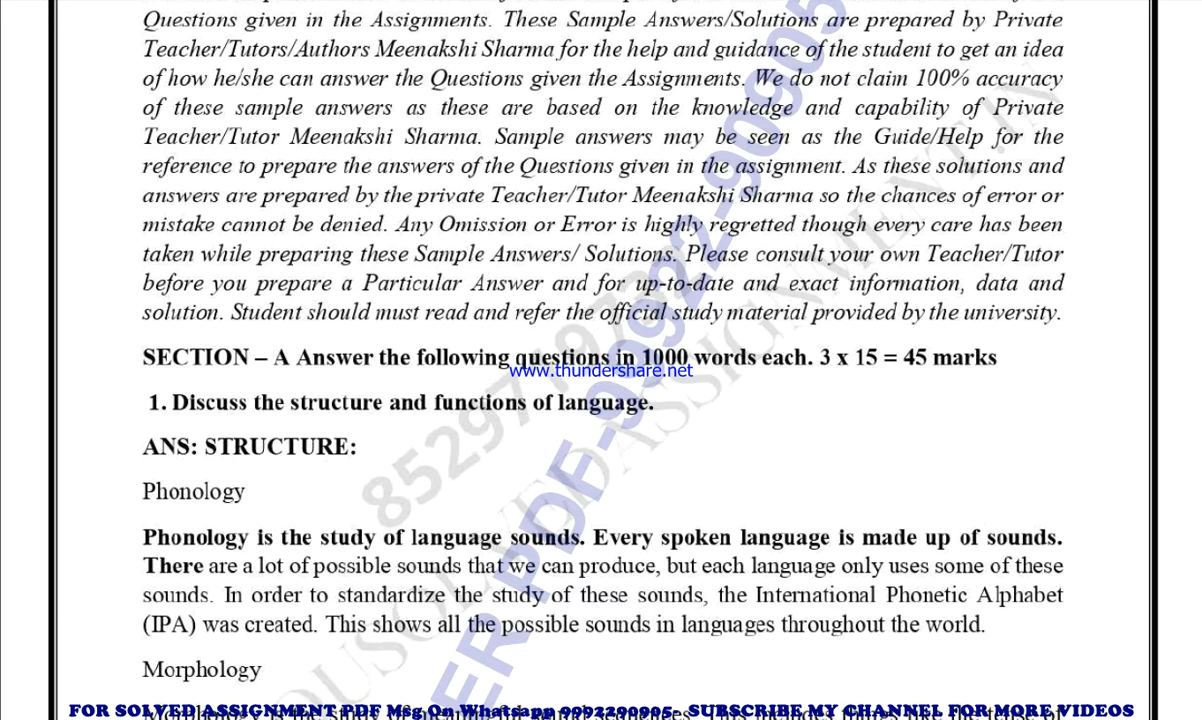 Questions given in the Assignments. These Sample Answers/Solutions are prepared by Private
Teacher/Tutors/Authors Meenakshi Sharma for the help and guidance of the student to get an idea
of how he/she can answer the Questions given the Assignments. We do not claim 100% accuracy
of these sample answers as these are based on the knowledge and capability of Private
Teacher/Tutor Meenakshi Sharma. Sample answers may be seen as the Guide/Help for the
reference to prepare the answers of the Questions given in the assignment. As these solutions and
answers are prepared by the private Teacher/Tutor Meenakshi Sharma so the chances of error or
mistake cannot be denied. Any Omission or Error is highly regretted though every care has been
taken while preparing these Sample Answers/ Solutions. Please consult your own Teacher/Tutor
before you prepare a Particular Answer and for up-to-date and exact information, data and
solution. Student should must read and refer the official study material provided by the university.
SECTION – A Answer the following questions in 1000 words each. 3 x 15 = 45 marks
www.thundershare.net
1. Discuss the structure and functions of language.
ANS: STRUCTURE:
Phonology
Phonology is the study of language sounds. Every spoken language is made up of sounds.
There are a lot of possible sounds that we can produce, but each language only uses some of these
sounds. In order to standardize the study of these sounds, the International Phonetic Alphabet
(IPA) was created. This shows all the possible sounds in languages throughout the world.
Morphology
FOR SOLVED ASSIGNMENT PDF Msg On Whatsapp 9992290905- SUBSCRIBE MY CHANNEL FOR MORE VIDEOS